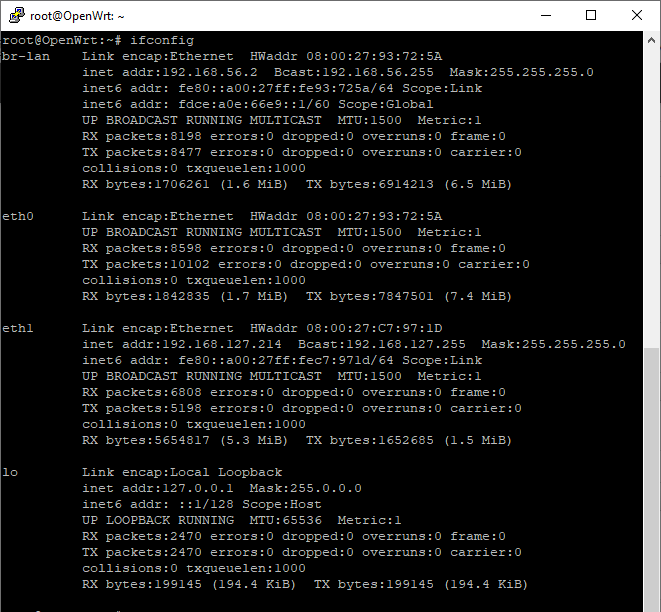 root@OpenWrt: ~
root@OpenWrt:~# ifconfig
br-lan    Link encap:Ethernet  HWaddr 08:00:27:93:72:5A
          inet addr:192.168.56.2  Bcast:192.168.56.255  Mask:255.255.255.0
          inet6 addr: fe80::a00:27ff:fe93:725a/64 Scope:Link
          inet6 addr: fdce:a0e:66e9::1/60 Scope:Global
          UP BROADCAST RUNNING MULTICAST  MTU:1500  Metric:1
          RX packets:8198 errors:0 dropped:0 overruns:0 frame:0
          TX packets:8477 errors:0 dropped:0 overruns:0 carrier:0
          collisions:0 txqueuelen:1000
          RX bytes:1706261 (1.6 MiB)  TX bytes:6914213 (6.5 MiB)

eth0      Link encap:Ethernet  HWaddr 08:00:27:93:72:5A
          UP BROADCAST RUNNING MULTICAST  MTU:1500  Metric:1
          RX packets:8598 errors:0 dropped:0 overruns:0 frame:0
          TX packets:10102 errors:0 dropped:0 overruns:0 carrier:0
          collisions:0 txqueuelen:1000
          RX bytes:1842835 (1.7 MiB)  TX bytes:7847501 (7.4 MiB)

eth1      Link encap:Ethernet  HWaddr 08:00:27:C7:97:1D
          inet addr:192.168.127.214  Bcast:192.168.127.255  Mask:255.255.255.0
          inet6 addr: fe80::a00:27ff:fec7:971d/64 Scope:Link
          UP BROADCAST RUNNING MULTICAST  MTU:1500  Metric:1
          RX packets:6808 errors:0 dropped:0 overruns:0 frame:0
          TX packets:5198 errors:0 dropped:0 overruns:0 carrier:0
          collisions:0 txqueuelen:1000
          RX bytes:5654817 (5.3 MiB)  TX bytes:1652685 (1.5 MiB)

lo        Link encap:Local Loopback
          inet addr:127.0.0.1  Mask:255.0.0.0
          inet6 addr: ::1/128 Scope:Host
          UP LOOPBACK RUNNING  MTU:65536  Metric:1
          RX packets:2470 errors:0 dropped:0 overruns:0 frame:0
          TX packets:2470 errors:0 dropped:0 overruns:0 carrier:0
          collisions:0 txqueuelen:1000
          RX bytes:199145 (194.4 KiB)  TX bytes:199145 (194.4 KiB)